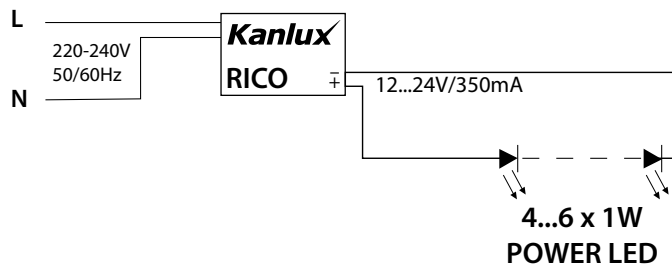 L
220-240V
50/60Hz
N
Kanlux
RICO
–
+
12...24V/350mA
4...6 x 1W
POWER LED